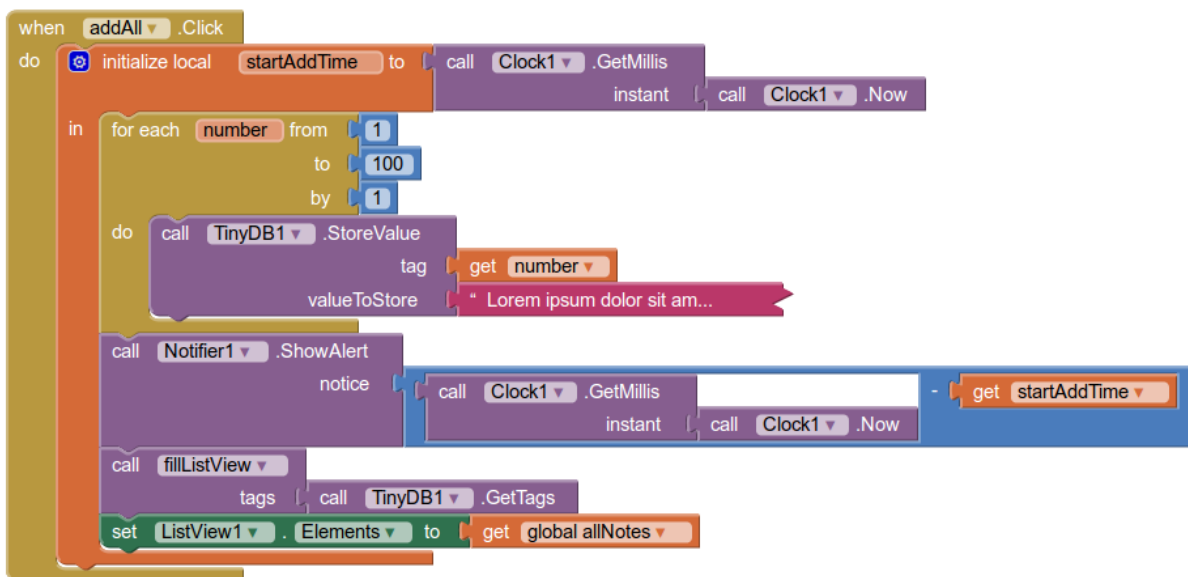 when addAll .Click
do initialize local startAddTime to call Clock1 .GetMillis
instant call Clock1 .Now
in for each number from 1
to 100
by 1
do call TinyDB1 .StoreValue
tag get number
valueToStore “ Lorem ipsum dolor sit am...
call Notifier1 .ShowAlert
notice call Clock1 .GetMillis - get startAddTime
instant call Clock1 .Now
call fillListView
tags call TinyDB1 .GetTags
set ListView1 . Elements to get global allNotes